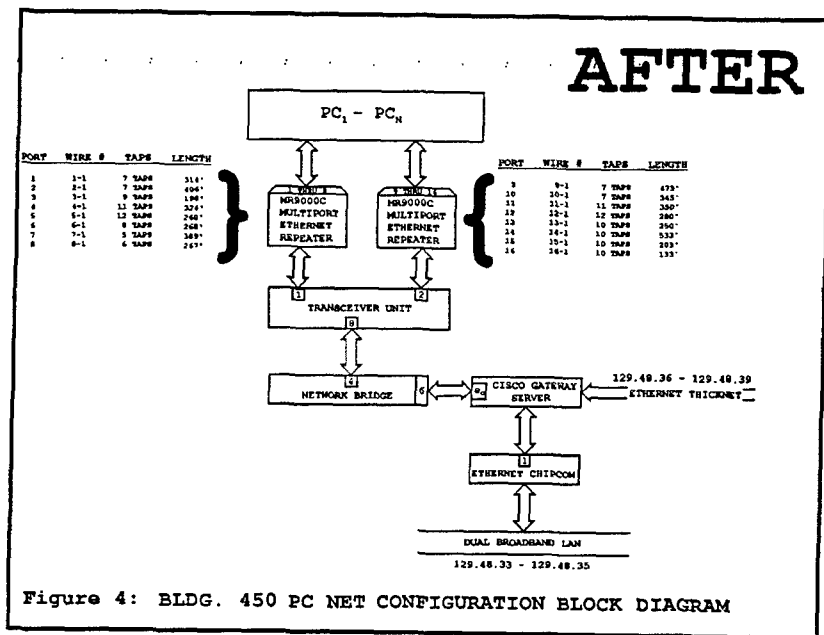 AFTER
PC1 - PCN
PORT WIRE # TAPS LENGTH
1 1-1 7 TAPS 314'
2 2-1 7 TAPS 406'
3 3-1 9 TAPS 198'
4 4-1 11 TAPS 326'
5 5-1 12 TAPS 268'
6 6-1 8 TAPS 268'
7 7-1 5 TAPS 389'
8 8-1 6 TAPS 267'
1 THRU 8
MR9000C
MULTIPORT
ETHERNET
REPEATER
9 THRU 16
MR9000C
MULTIPORT
ETHERNET
REPEATER
PORT WIRE # TAPS LENGTH
9 9-1 7 TAPS 473'
10 10-1 7 TAPS 345'
11 11-1 11 TAPS 350'
12 12-1 12 TAPS 280'
13 13-1 10 TAPS 250'
14 14-1 10 TAPS 533'
15 15-1 10 TAPS 203'
16 16-1 10 TAPS 133'
1 2
TRANSCEIVER UNIT
8
4
NETWORK BRIDGE
6
CISCO GATEWAY
SERVER
129.48.36 - 129.48.39
ETHERNET THICKNET
1
ETHERNET CHIPCOM
DUAL BROADBAND LAN
129.48.33 - 129.48.35
Figure 4: BLDG. 450 PC NET CONFIGURATION BLOCK DIAGRAM